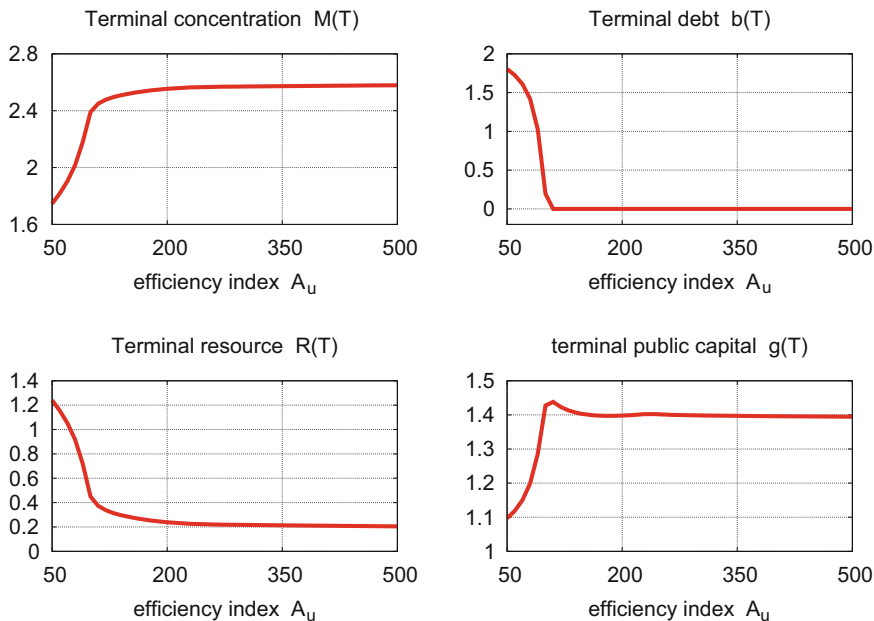 Terminal concentration M(T)
2.8
2.4
2
1.6
50 200 350 500
efficiency index A_u
Terminal debt b(T)
2
1.5
1
0.5
0
50 200 350 500
efficiency index A_u
Terminal resource R(T)
1.4
1.2
1
0.8
0.6
0.4
0.2
0
50 200 350 500
efficiency index A_u
terminal public capital g(T)
1.5
1.4
1.3
1.2
1.1
1
50 200 350 500
efficiency index A_u